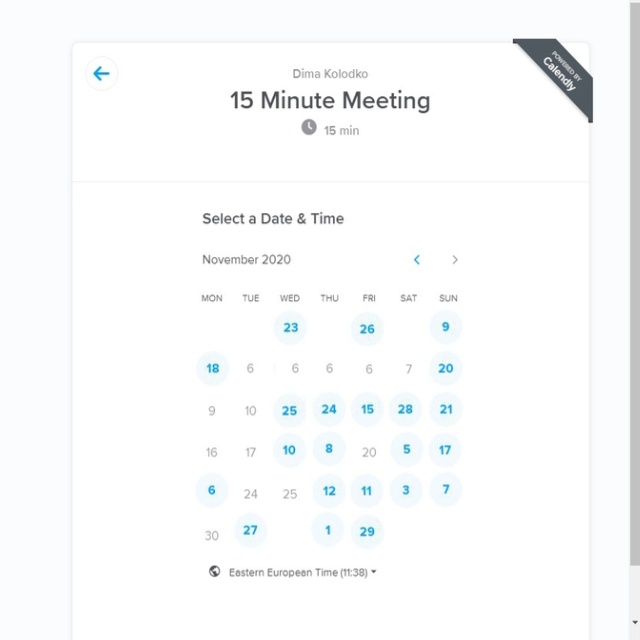 Dima Kolodko
POWERED BY
Calendly
15 Minute Meeting
15 min
Select a Date & Time
November 2020
MON TUE WED THU FRI SAT SUN
23 26 9
18 6 6 6 6 7 20
9 10 25 24 15 28 21
16 17 10 8 20 5 17
6 24 25 12 11 3 7
30 27 1 29
Eastern European Time (11:38)